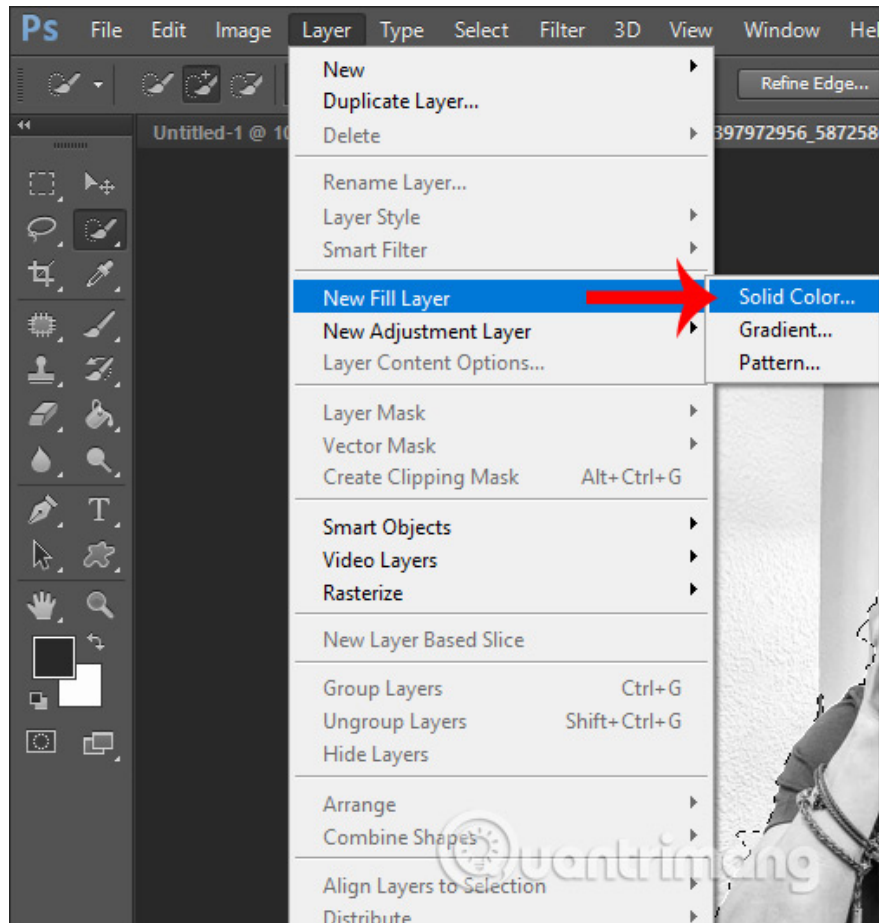 Ps File Edit Image Layer Type Select Filter 3D View Window Hel
Refine Edge...
Untitled-1 @ 10
397972956_587258
New
Duplicate Layer...
Delete
Rename Layer...
Layer Style
Smart Filter
New Fill Layer
Solid Color...
New Adjustment Layer
Gradient...
Layer Content Options...
Pattern...
Layer Mask
Vector Mask
Create Clipping Mask Alt+Ctrl+G
Smart Objects
Video Layers
Rasterize
New Layer Based Slice
Group Layers Ctrl+G
Ungroup Layers Shift+Ctrl+G
Hide Layers
Arrange
Combine Shapes
Quantrimang
Align Layers to Selection
Distribute